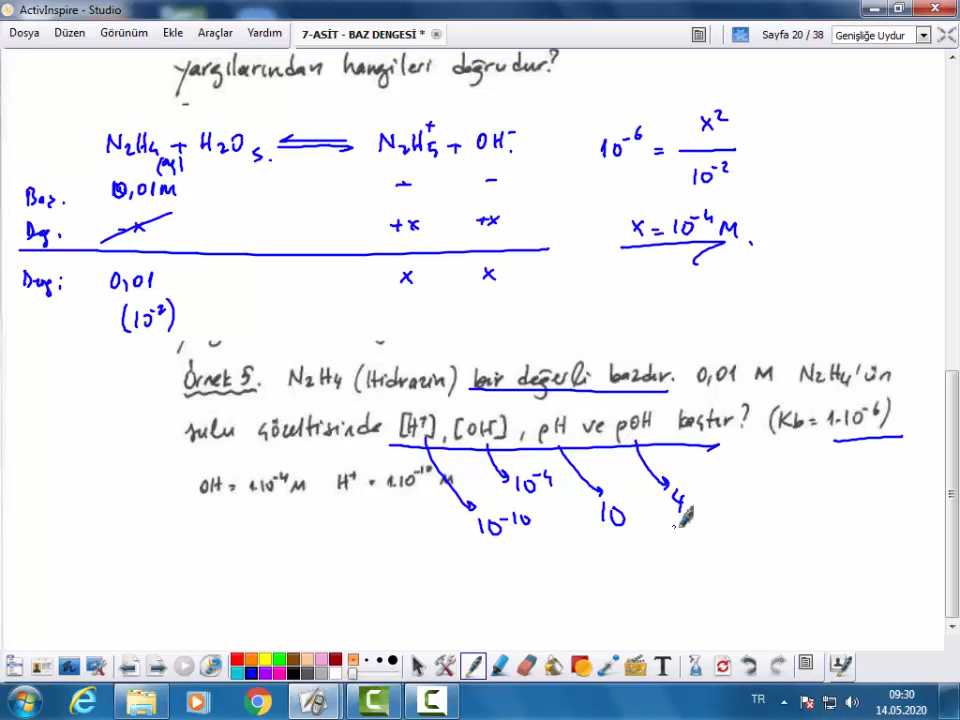 ActivInspire - Studio
Dosya Düzen Görünüm Ekle Araçlar Yardım 7-ASİT - BAZ DENGESİ * Sayfa 20 / 38 Genişliğe Uydur
yargılarından hangileri doğrudur?
N2H4 + H2O s. ⇌ N2H5+ + OH-.
(aq)
10^-6 = x^2 / 10^-2
Baş. 0,01M - -
Değ. -x +x +x
x = 10^-4 M.
Deng: 0,01 x x
(10^-2)
Örnek 5. N2H4 (Hidrazin) bir değerli bazdır. 0,01 M N2H4'ün
sulu çözeltisinde [H+], [OH-], pH ve pOH kaçtır? (Kb = 1.10^-6)
OH = 1.10^-4 M H+ = 1.10^-10 M
10^-4
10^-10 10 4
TR 09:30
14.05.2020